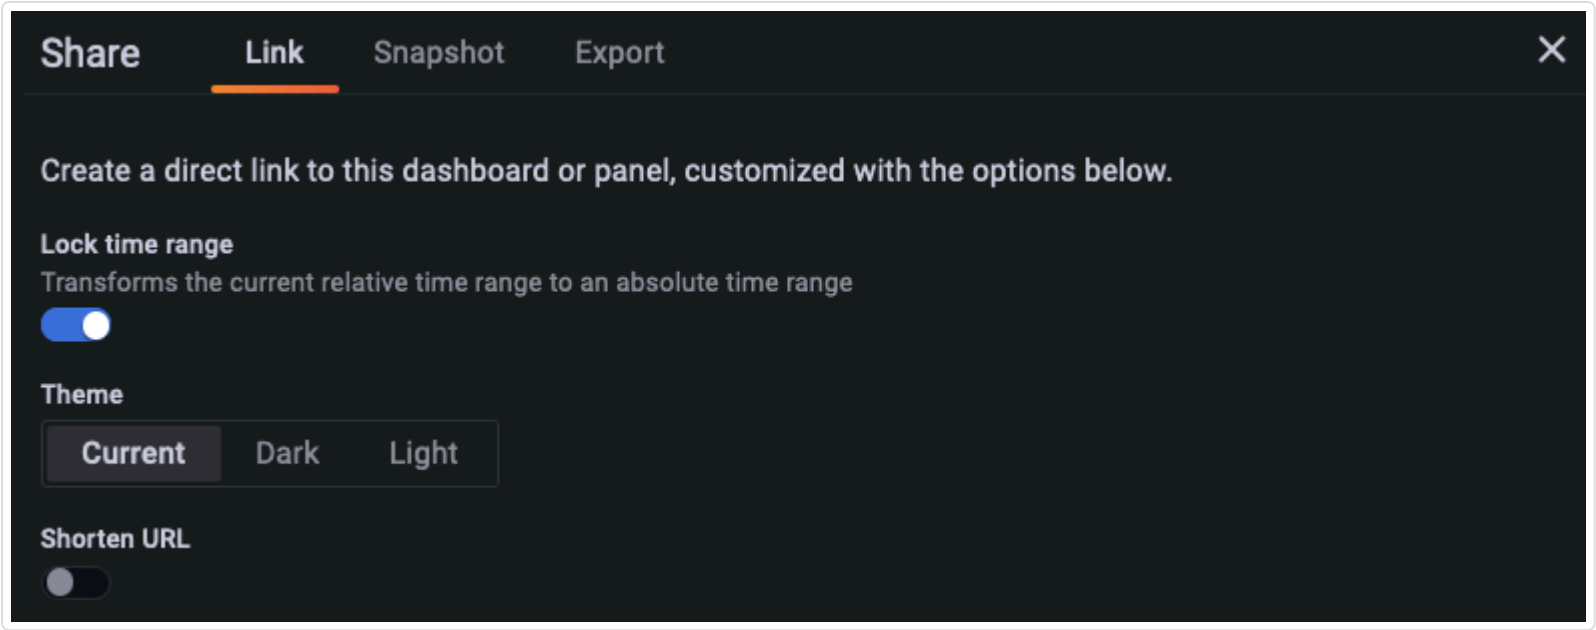 Share Link Snapshot Export
Create a direct link to this dashboard or panel, customized with the options below.
Lock time range
Transforms the current relative time range to an absolute time range
Theme
Current Dark Light
Shorten URL